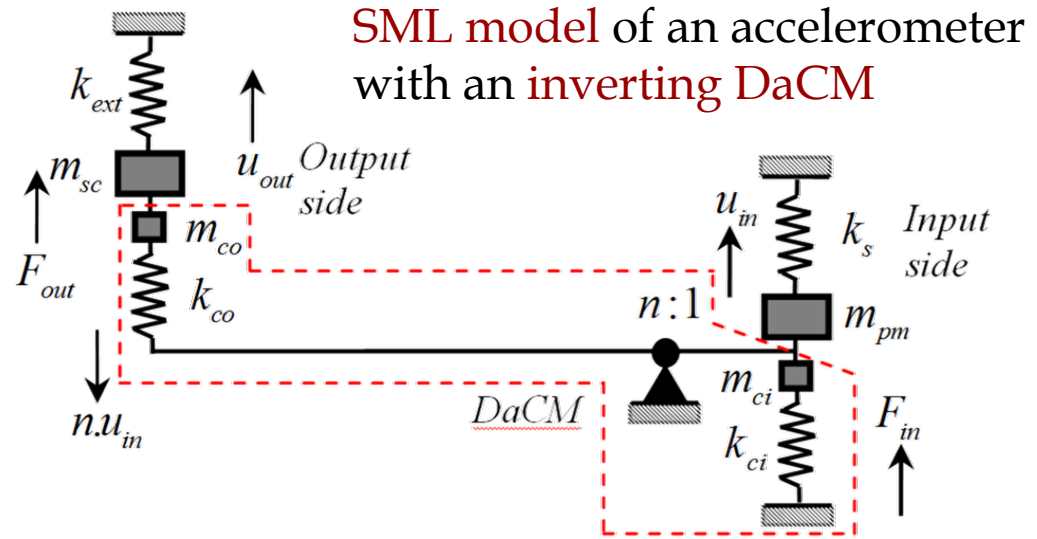 SML model of an accelerometer
with an inverting DaCM
k_ext
m_sc
u_out Output
side
F_out
m_co
k_co
n.u_in
n:1
DaCM
u_in
k_s
Input
side
m_pm
m_ci
k_ci
F_in